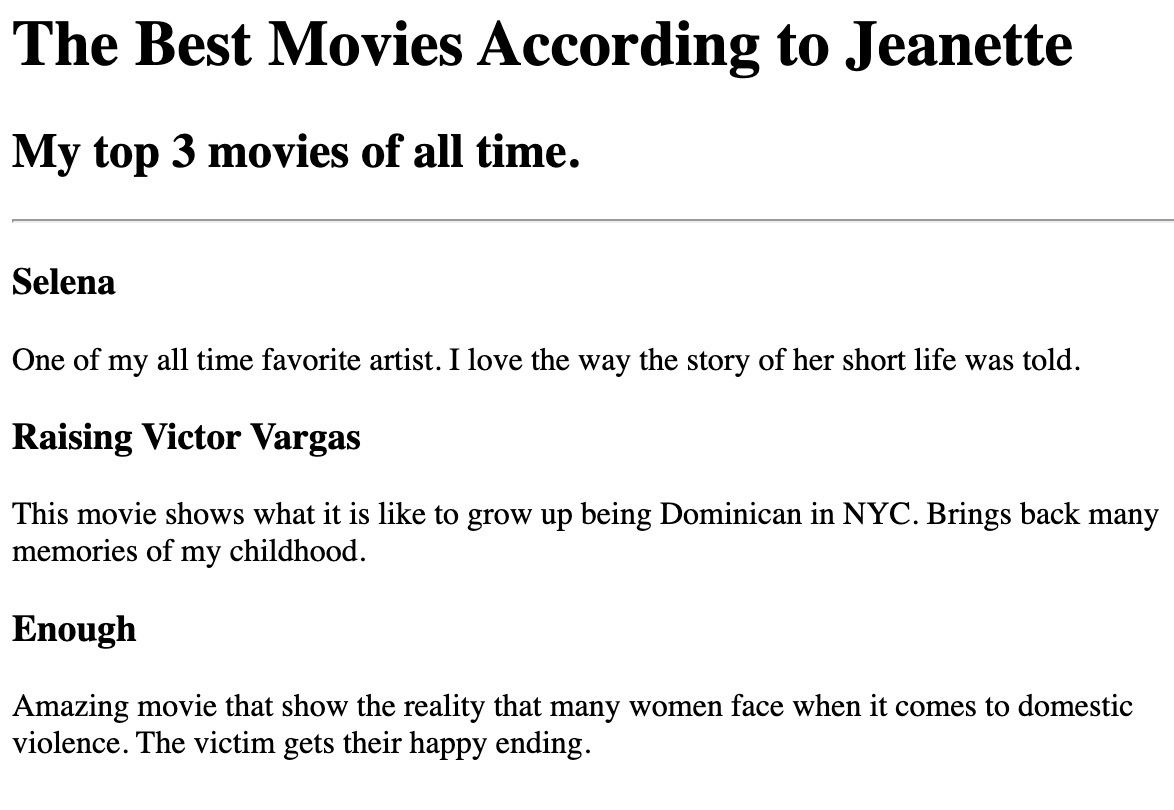 The Best Movies According to Jeanette
My top 3 movies of all time.
Selena
One of my all time favorite artist. I love the way the story of her short life was told.
Raising Victor Vargas
This movie shows what it is like to grow up being Dominican in NYC. Brings back many
memories of my childhood.
Enough
Amazing movie that show the reality that many women face when it comes to domestic
violence. The victim gets their happy ending.